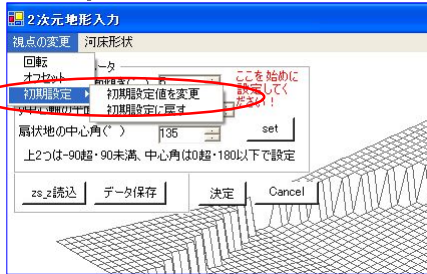 2次元地形入力
視点の変更 河床形状
回転
オフセット
初期設定
初期設定値を変更
初期設定に戻す
ータ
ここを始めに
設定してく
ださい！
扇状地の中心角(°) 135 set
上2つは-90超・90未満、中心角は0超・180以下で設定
zs_z読込 データ保存 決定 Cancel